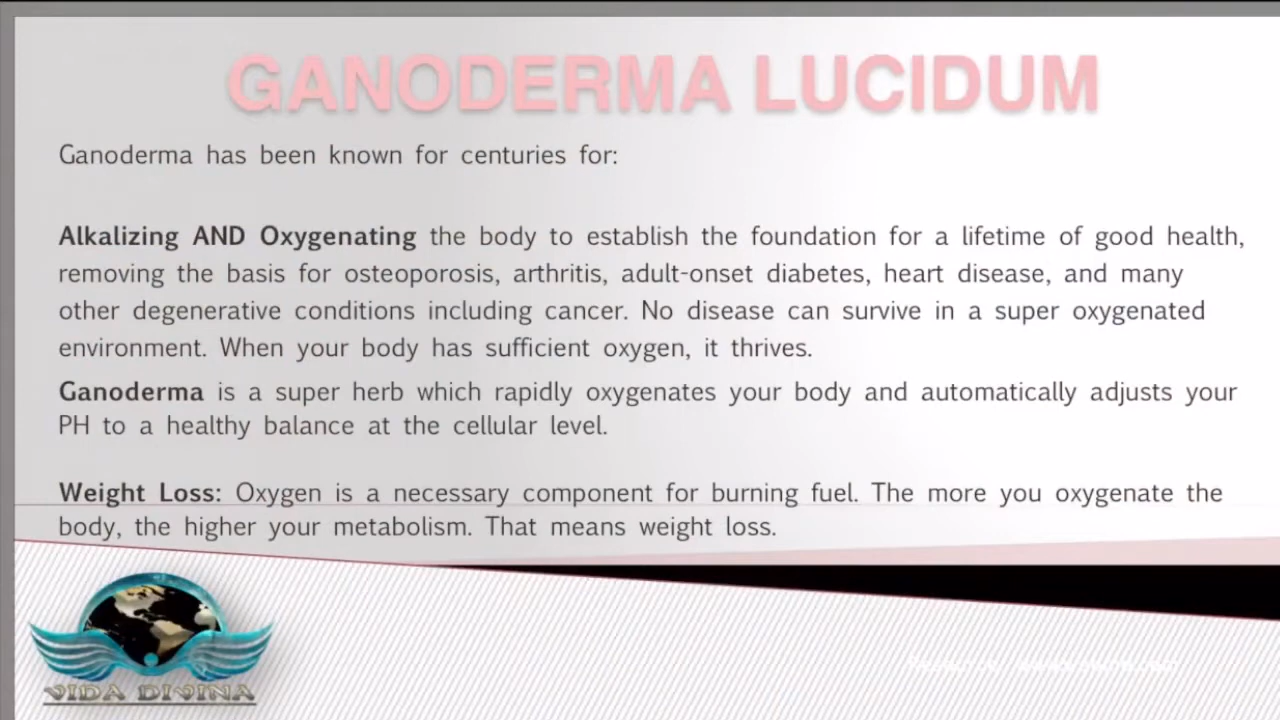 GANODERMA LUCIDUM
Ganoderma has been known for centuries for:
Alkalizing AND Oxygenating the body to establish the foundation for a lifetime of good health,
removing the basis for osteoporosis, arthritis, adult-onset diabetes, heart disease, and many
other degenerative conditions including cancer. No disease can survive in a super oxygenated
environment. When your body has sufficient oxygen, it thrives.
Ganoderma is a super herb which rapidly oxygenates your body and automatically adjusts your
PH to a healthy balance at the cellular level.
Weight Loss: Oxygen is a necessary component for burning fuel. The more you oxygenate the
body, the higher your metabolism. That means weight loss.
VIDA DIVINA